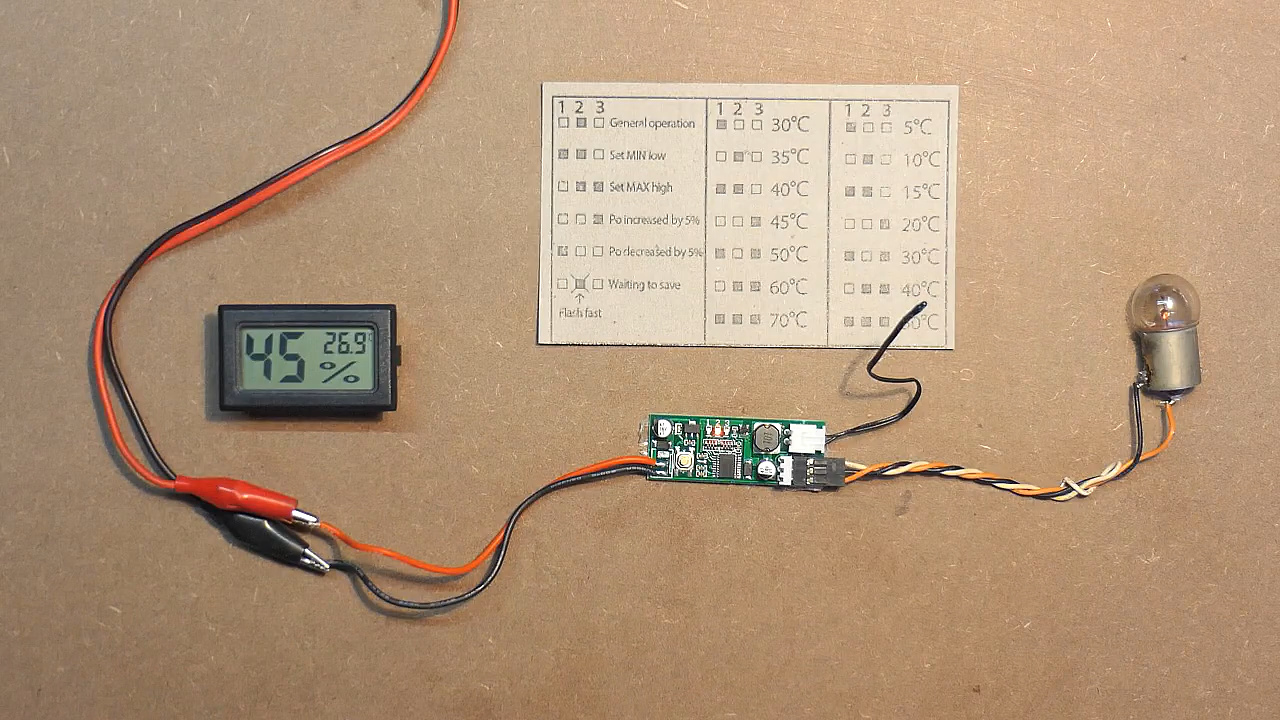 1 2 3
General operation
Set MIN low
Set MAX high
Po increased by 5%
Po decreased by 5%
Waiting to save
Flash fast
1 2 3
30°C
35°C
40°C
45°C
50°C
60°C
70°C
1 2 3
5°C
10°C
15°C
20°C
30°C
40°C
45 26.9°
%